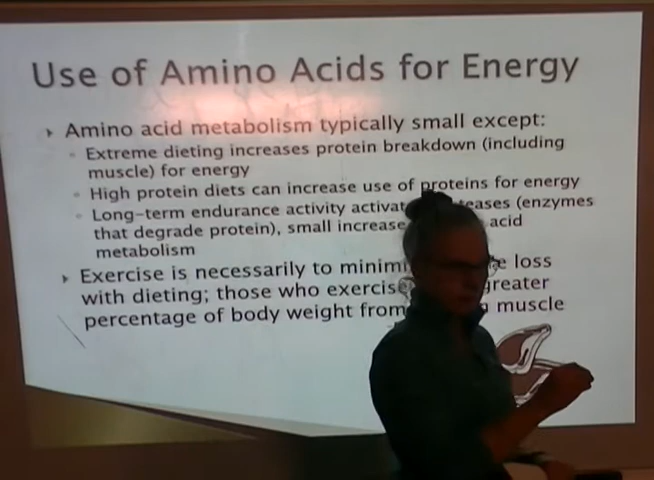 Use of Amino Acids for Energy
Amino acid metabolism typically small except:
Extreme dieting increases protein breakdown (including
muscle) for energy
High protein diets can increase use of proteins for energy
Long-term endurance activity (enzymes
that degrade protein), small increase acid
metabolism
Exercise is necessarily to loss
with dieting; those who exercise greater
percentage of body weight from muscle